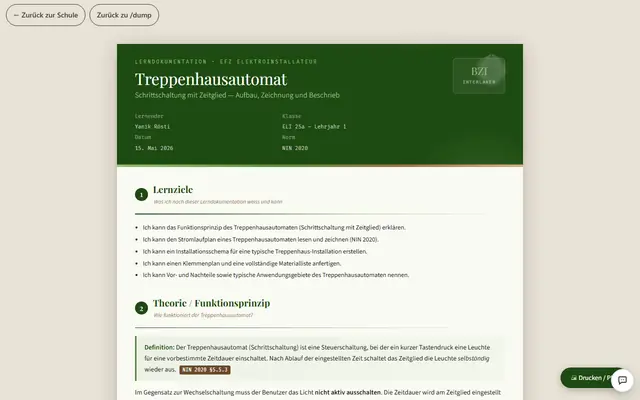 ← Zurück zur Schule
Zurück zu /dump
LERNDOKUMENTATION · EFZ ELEKTROINSTALLATEUR
Treppenhausautomat
Schrittschaltung mit Zeitglied — Aufbau, Zeichnung und Beschrieb
BZI
INTERLAKEN
Lernender
Klasse
Yanik Rösti
ELI 25a – Lehrjahr 1
Datum
Norm
15. Mai 2026
NIN 2020
1
Lernziele
Was ich nach dieser Lerndokumentation weiss und kann
• Ich kann das Funktionsprinzip des Treppenhausautomaten (Schrittschaltung mit Zeitglied) erklären.
• Ich kann den Stromlaufplan eines Treppenhausautomaten lesen und zeichnen (NIN 2020).
• Ich kann ein Installationsschema für eine typische Treppenhaus-Installation erstellen.
• Ich kann einen Klemmenplan und eine vollständige Materialliste anfertigen.
• Ich kann Vor- und Nachteile sowie typische Anwendungsgebiete des Treppenhausautomaten nennen.
2
Theorie / Funktionsprinzip
Wie funktioniert der Treppenhausautomat?
Definition: Der Treppenhausautomat (Schrittschaltung) ist eine Steuerschaltung, bei der ein kurzer Tastendruck eine Leuchte
für eine vorbestimmte Zeitdauer einschaltet. Nach Ablauf der eingestellten Zeit schaltet das Zeitglied die Leuchte selbständig
wieder aus. NIN 2020 §5.5.3
Im Gegensatz zur Wechselschaltung muss der Benutzer das Licht nicht aktiv ausschalten. Die Zeitdauer wird am Zeitglied eingestellt
Drucken / P